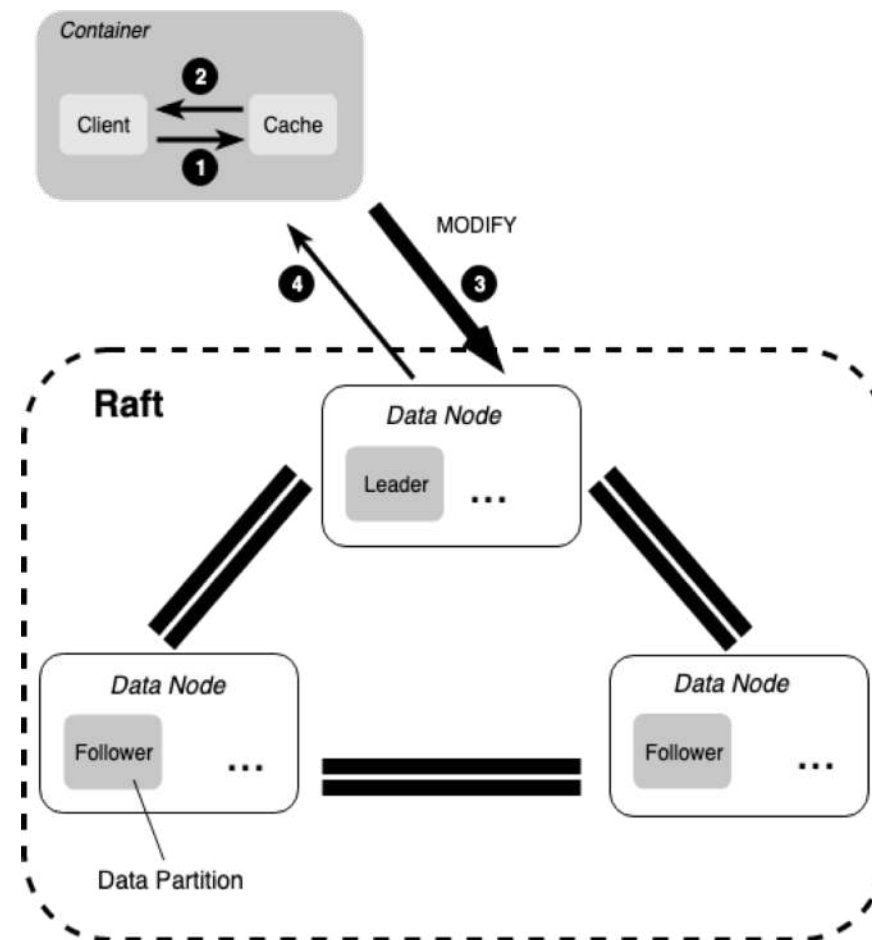 Container
2
Client
Cache
1
MODIFY
4
3
Raft
Data Node
Leader
...
Data Node
Follower
...
Data Node
Follower
...
Data Partition